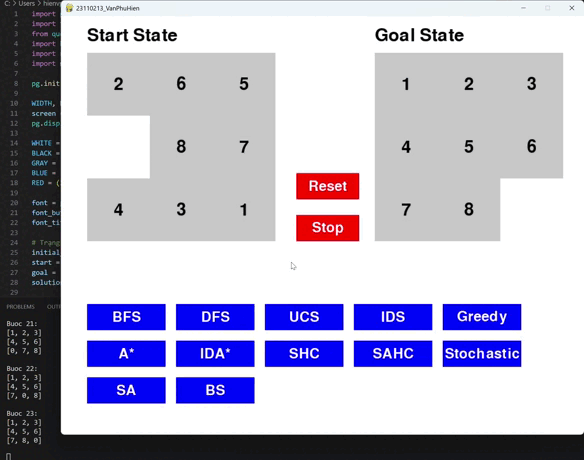 C: > Users > hienv
23110213_VanPhuHien
1 import
2 import
3 from qu
4 import
5 import
6 import
7
8 pg.init
9
10 WIDTH,
11 screen
12 pg.disp
13
14 WHITE =
15 BLACK =
16 GRAY =
17 BLUE =
18 RED = (
19
20 font =
21 font_bu
22 font_ti
23
24 # Trang
25 initial
26 start =
27 goal =
28 solutio
29
Start State
2 6 5
8 7
4 3 1
Goal State
1 2 3
4 5 6
7 8
Reset
Stop
BFS DFS UCS IDS Greedy
A* IDA* SHC SAHC Stochastic
SA BS
PROBLEMS OUT
Buoc 21:
[1, 2, 3]
[4, 5, 6]
[0, 7, 8]
Buoc 22:
[1, 2, 3]
[4, 5, 6]
[7, 0, 8]
Buoc 23:
[1, 2, 3]
[4, 5, 6]
[7, 8, 0]